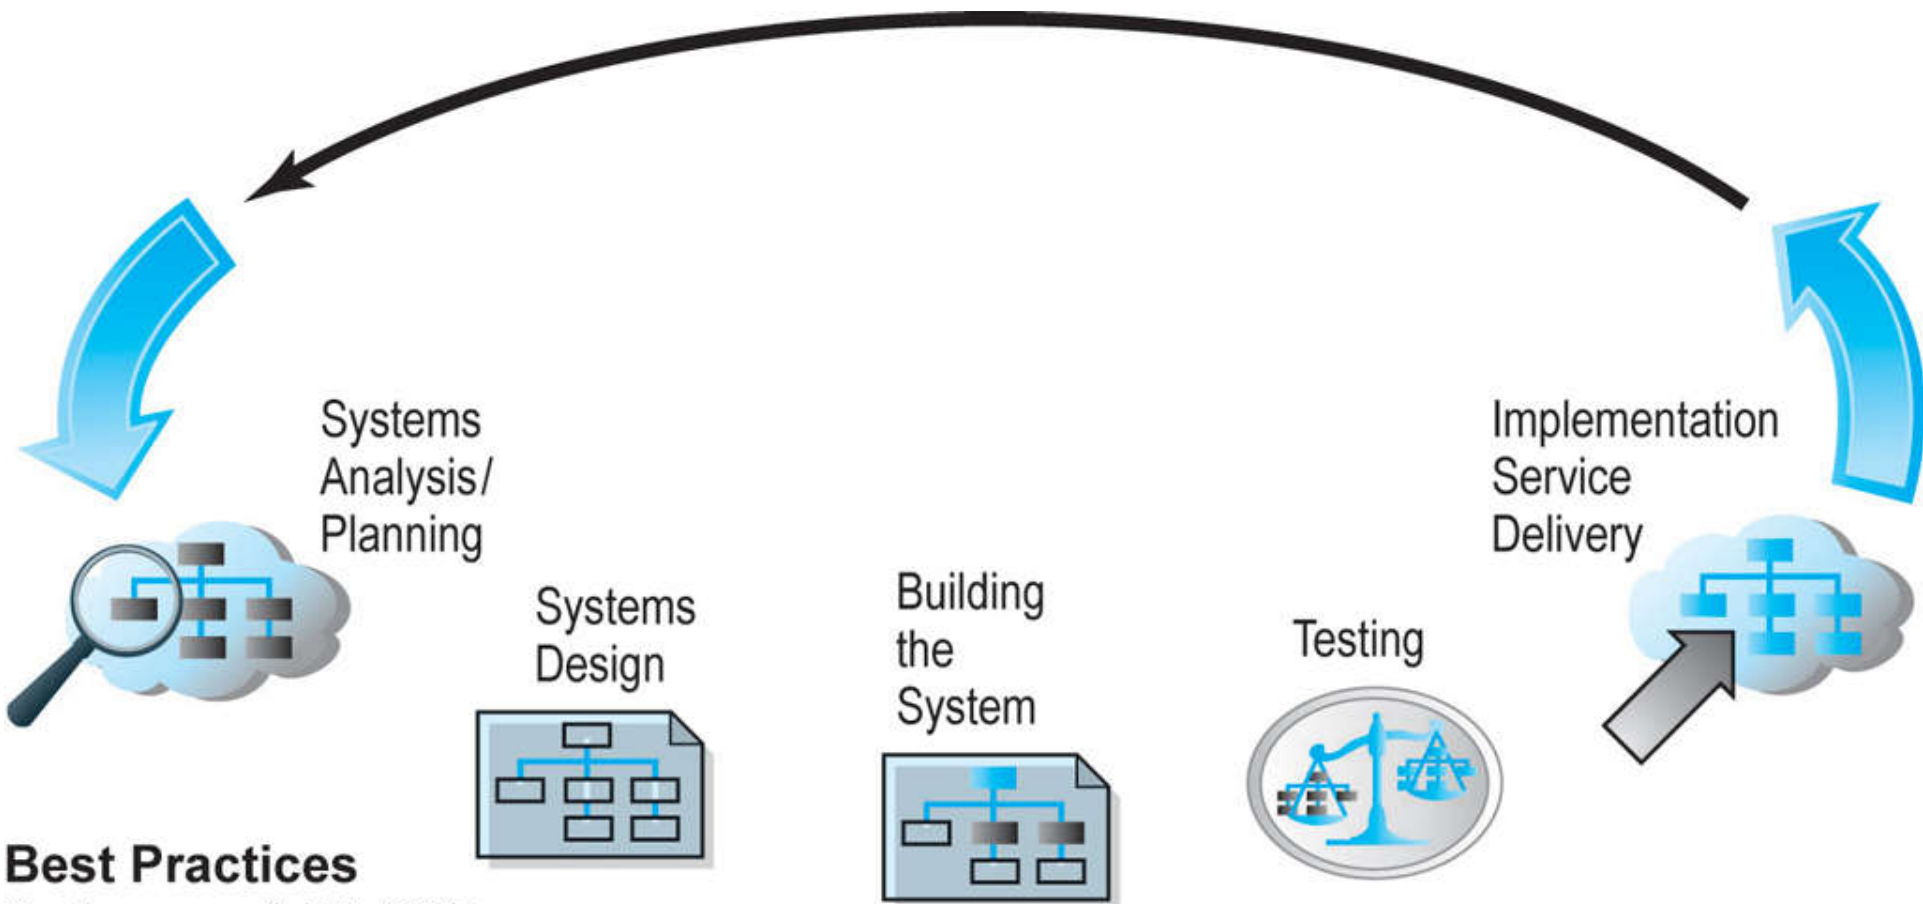 Systems
Analysis/
Planning
Systems
Design
Building
the
System
Testing
Implementation
Service
Delivery
Best Practices